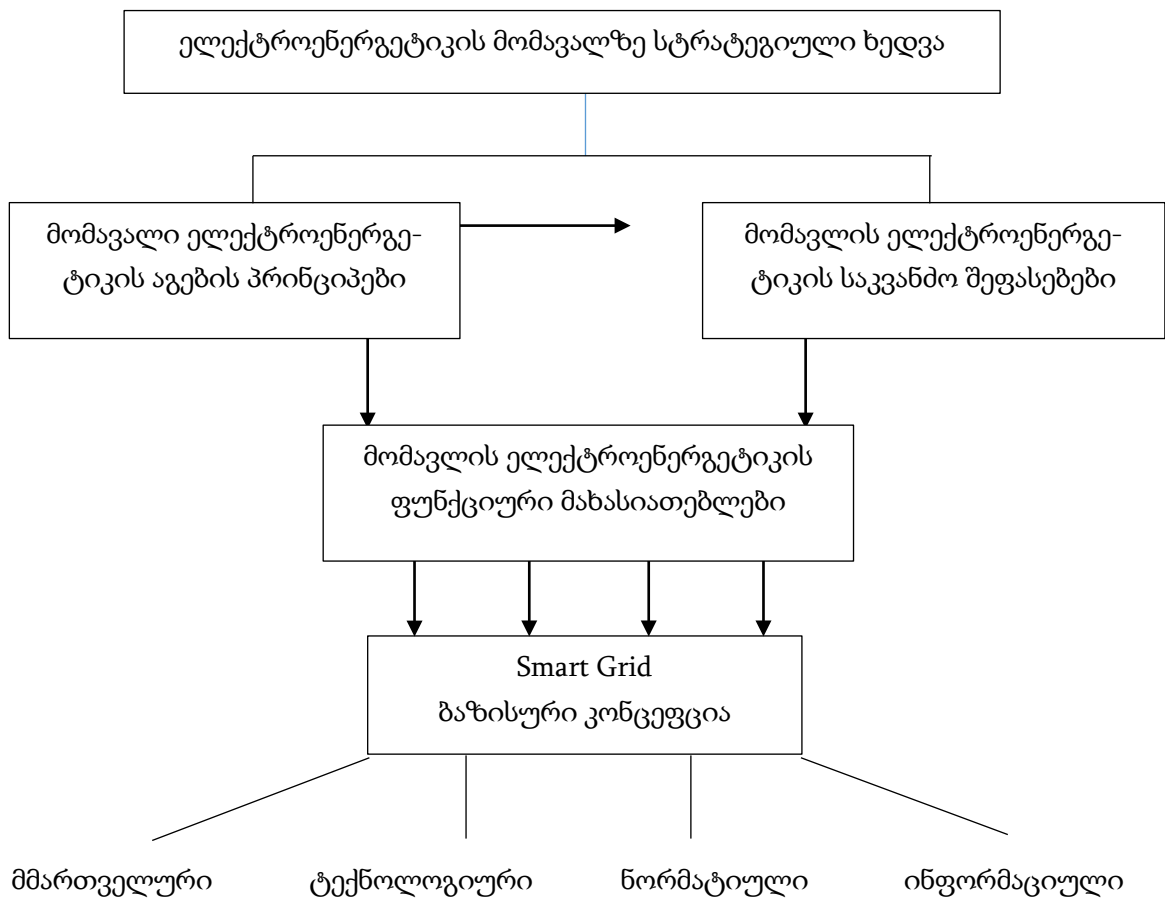 ელექტროენერგეტიკის მომავალზე სტრატეგიული ხედვა
მომავალი ელექტროენერგე-
ტიკის აგების პრინციპები
მომავლის ელექტროენერგე-
ტიკის საკვანძო შეფასებები
მომავლის ელექტროენერგეტიკის
ფუნქციური მახასიათებლები
Smart Grid
ბაზისური კონცეფცია
მმართველური
ტექნოლოგიური
ნორმატიული
ინფორმაციული